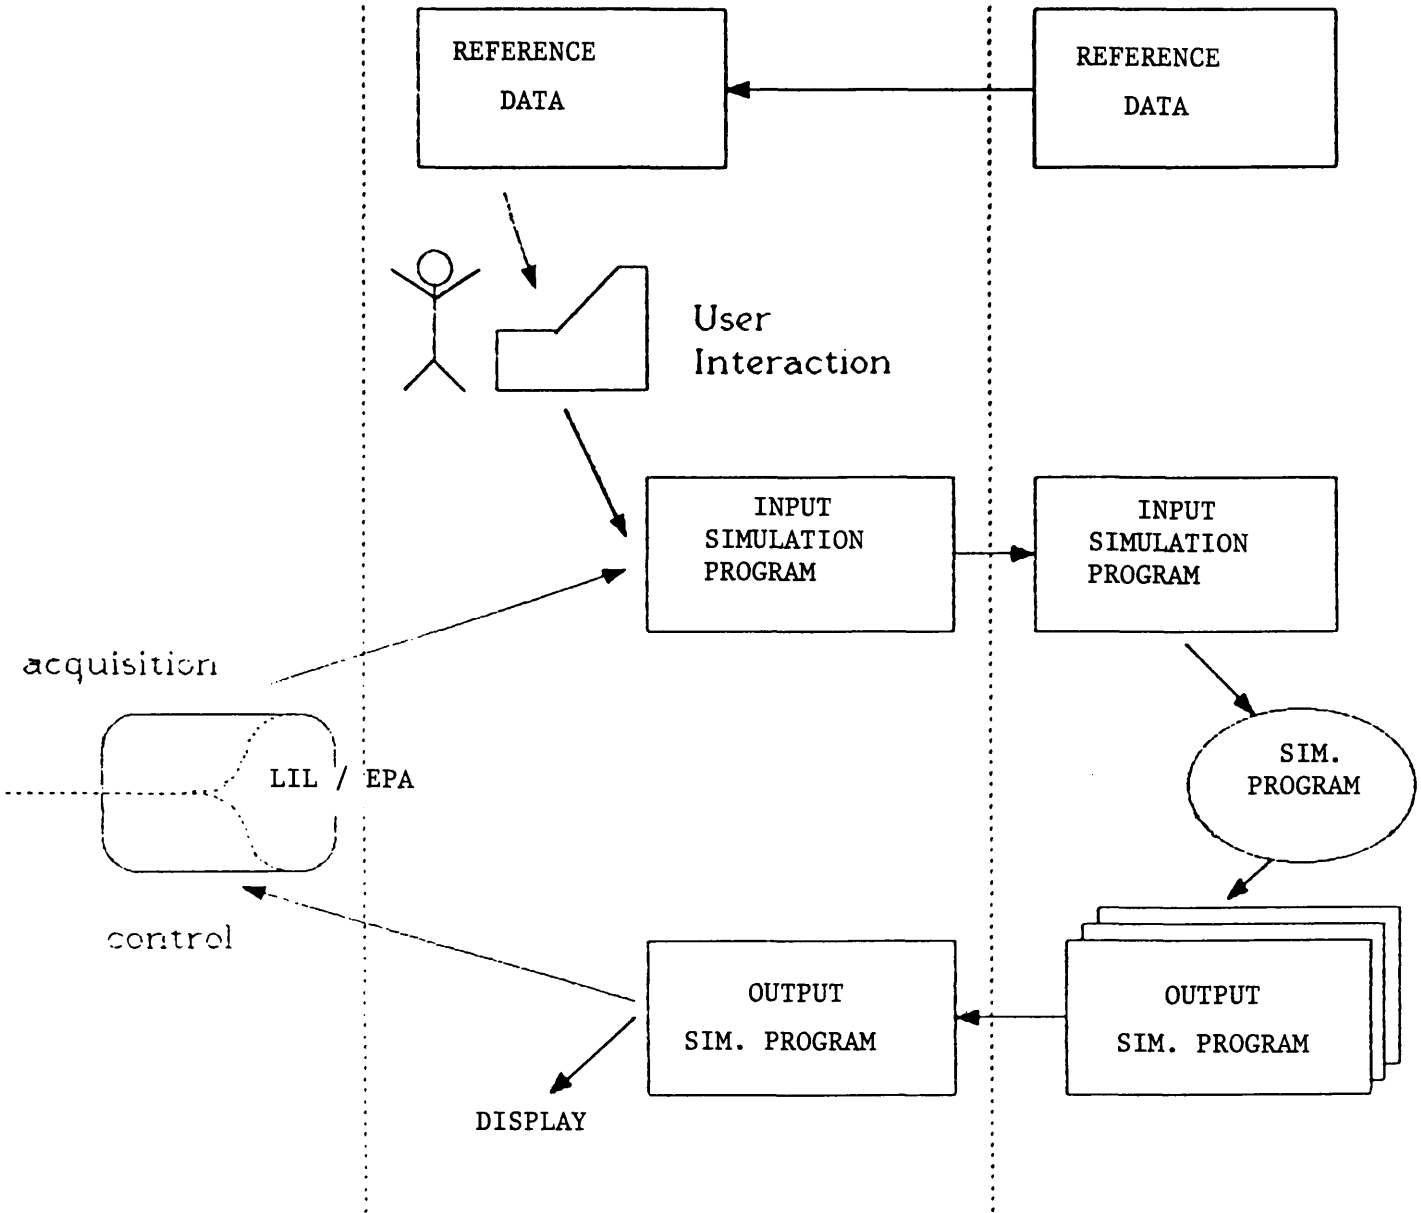 REFERENCE
DATA
REFERENCE
DATA
User
Interaction
INPUT
SIMULATION
PROGRAM
INPUT
SIMULATION
PROGRAM
acquisition
LIL / EPA
SIM.
PROGRAM
control
OUTPUT
SIM. PROGRAM
OUTPUT
SIM. PROGRAM
DISPLAY